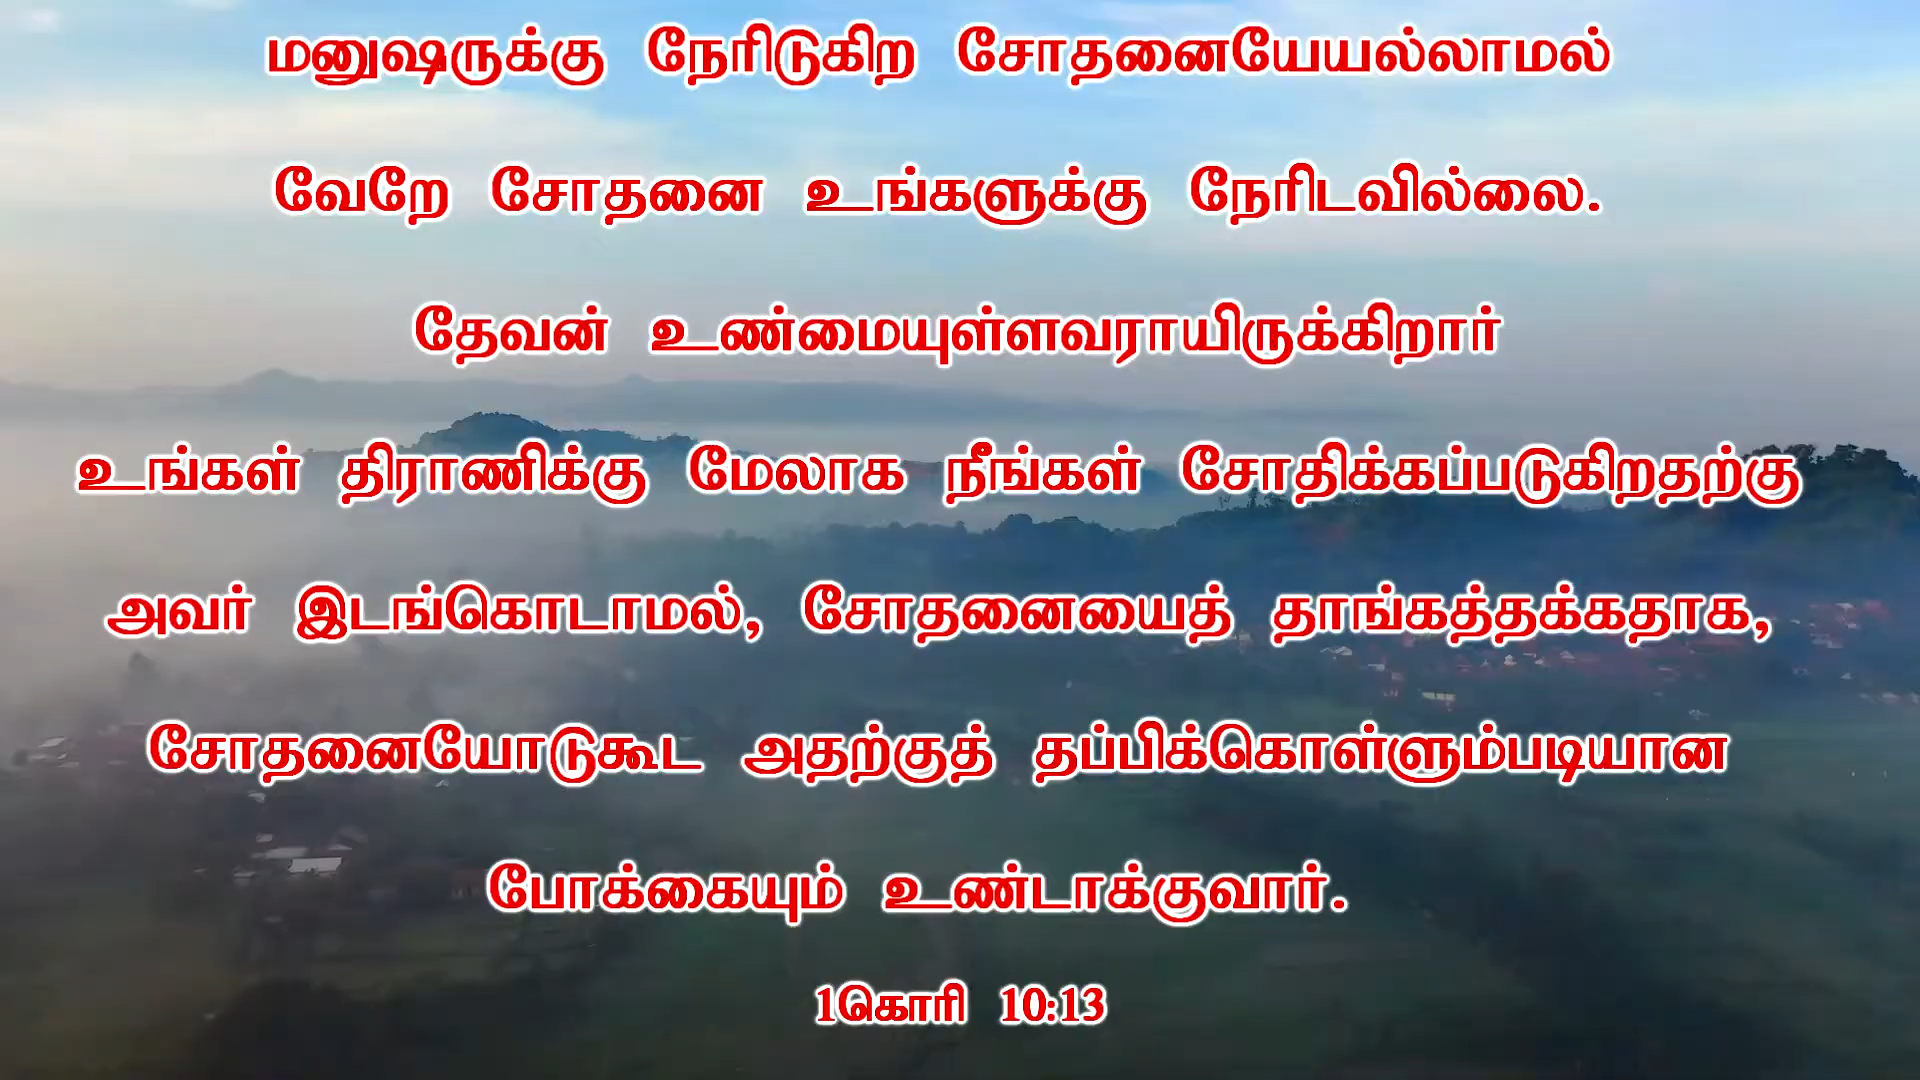 மனுஷருக்கு நேரிடுகிற சோதனையேயல்லாமல்
வேறே சோதனை உங்களுக்கு நேரிடவில்லை.
தேவன் உண்மையுள்ளவராயிருக்கிறார்
உங்கள் திராணிக்கு மேலாக நீங்கள் சோதிக்கப்படுகிறதற்கு
அவர் இடங்கொடாமல், சோதனையைத் தாங்கத்தக்கதாக,
சோதனையோடுகூட அதற்குத் தப்பிக்கொள்ளும்படியான
போக்கையும் உண்டாக்குவார்.
1கொரி 10:13